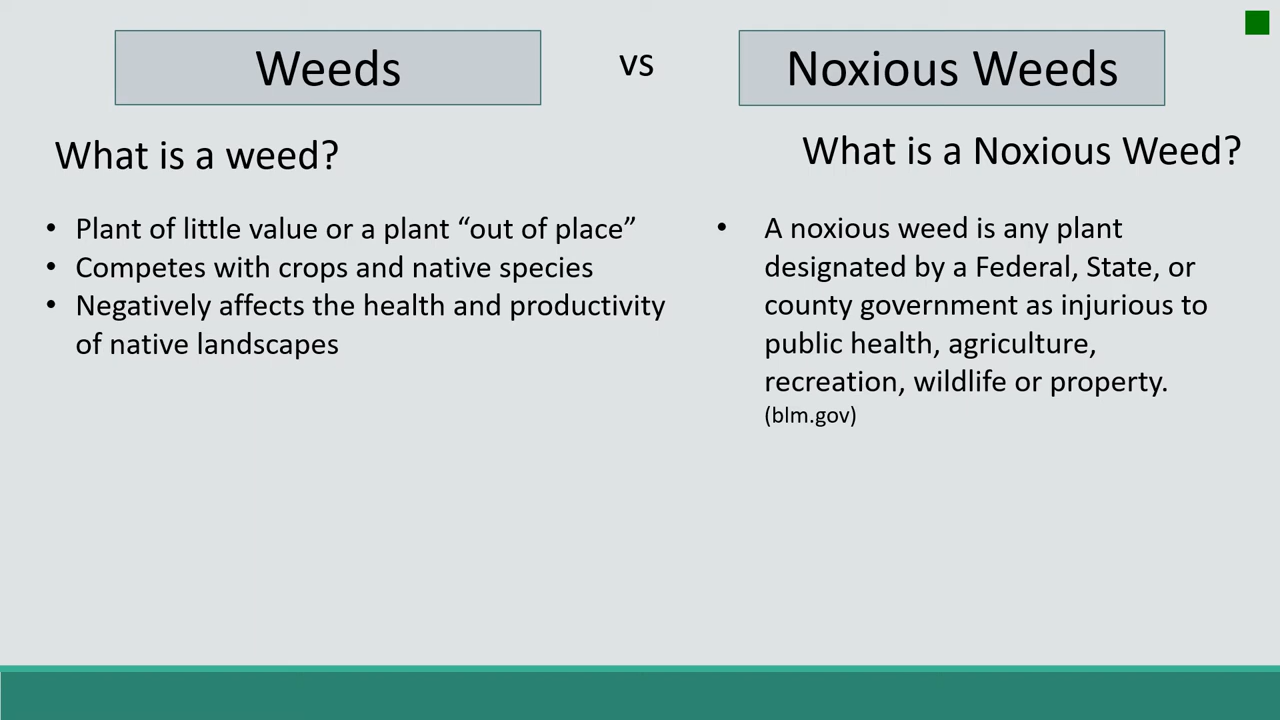 Weeds
vs
Noxious Weeds
What is a weed?
• Plant of little value or a plant “out of place”
• Competes with crops and native species
• Negatively affects the health and productivity
of native landscapes
What is a Noxious Weed?
• A noxious weed is any plant
designated by a Federal, State, or
county government as injurious to
public health, agriculture,
recreation, wildlife or property.
(blm.gov)